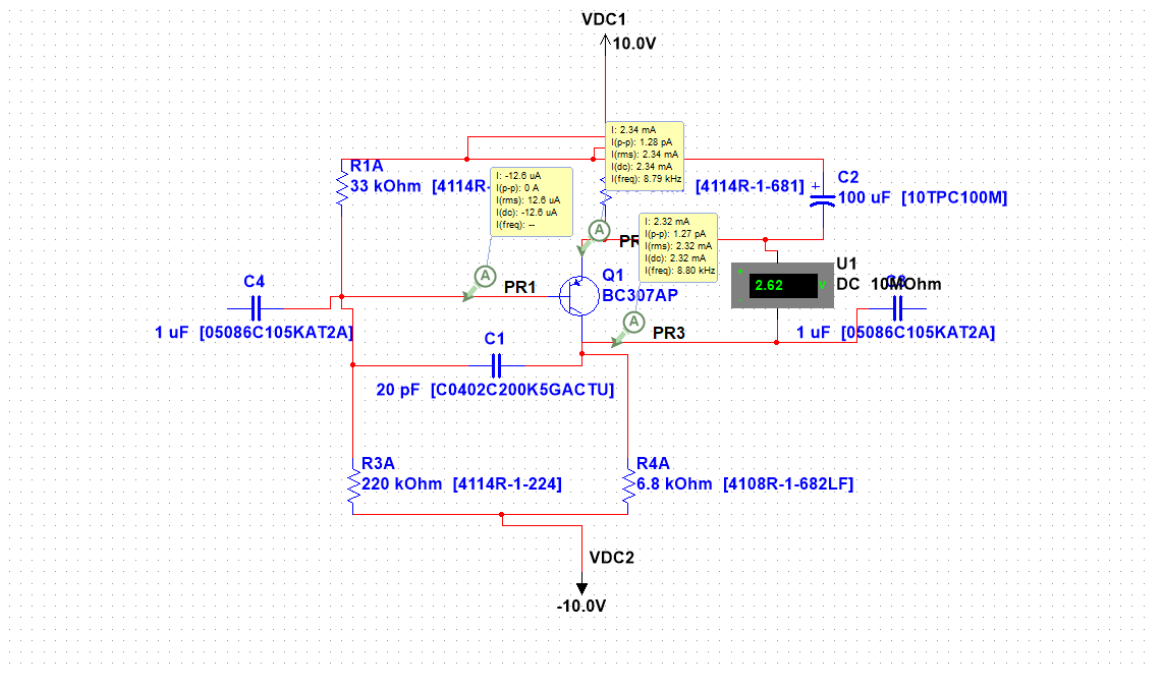 VDC1
10.0V
I: 2.34 mA
I(p-p): 1.28 pA
I(rms): 2.34 mA
I(dc): 2.34 mA
I(freq): 8.79 kHz
R1A
33 kOhm [4114R-
I: -12.6 uA
I(p-p): 0 A
I(rms): 12.6 uA
I(dc): -12.6 uA
I(freq): --
[4114R-1-681]
+
C2
100 uF [10TPC100M]
I: 2.32 mA
I(p-p): 1.27 pA
I(rms): 2.32 mA
I(dc): 2.32 mA
I(freq): 8.80 kHz
A
PR
A
PR1
Q1
BC307AP
U1
2.62
V
DC 10MOhm
C4
1 uF [05086C105KAT2A]
A
PR3
1 uF [05086C105KAT2A]
C1
20 pF [C0402C200K5GACTU]
R3A
220 kOhm [4114R-1-224]
R4A
6.8 kOhm [4108R-1-682LF]
VDC2
-10.0V